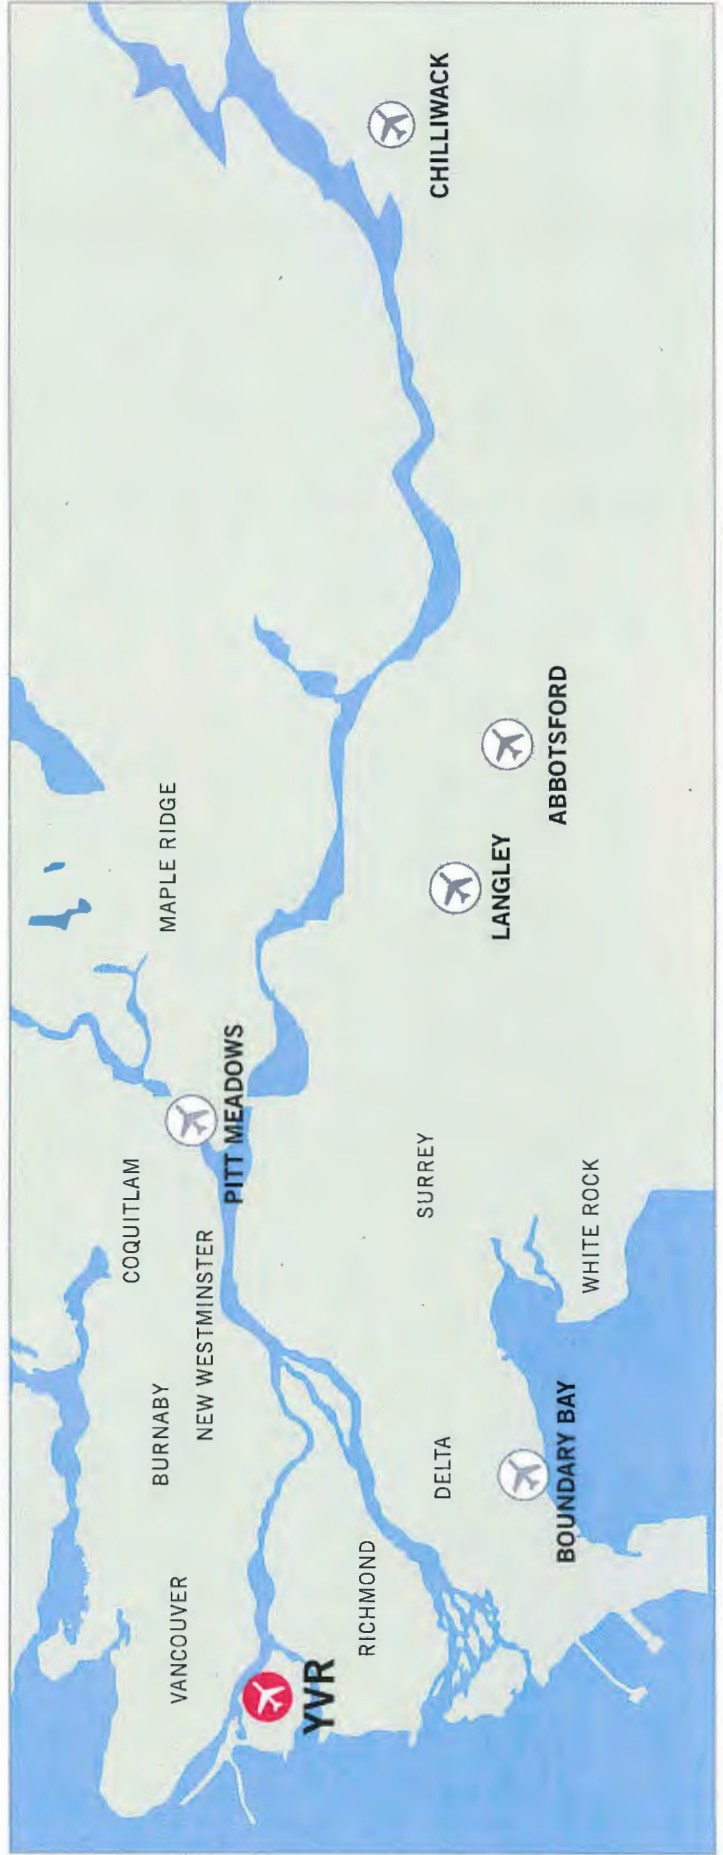 VANCOUVER
BURNABY
COQUITLAM
NEW WESTMINSTER
MAPLE RIDGE
PITT MEADOWS
YVR
RICHMOND
DELTA
SURREY
CHILLIWACK
LANGLEY
ABBOTSFORD
BOUNDARY BAY
WHITE ROCK